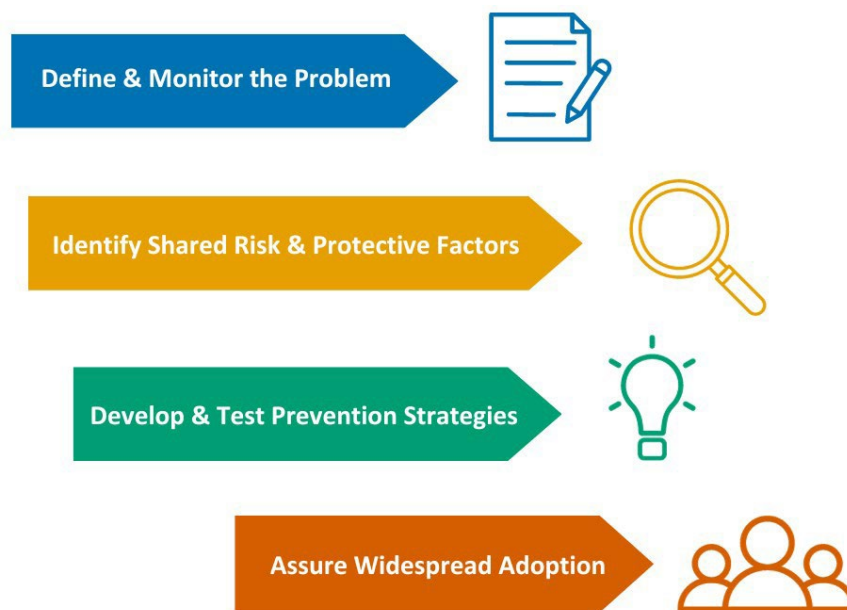 Define & Monitor the Problem
Identify Shared Risk & Protective Factors
Develop & Test Prevention Strategies
Assure Widespread Adoption